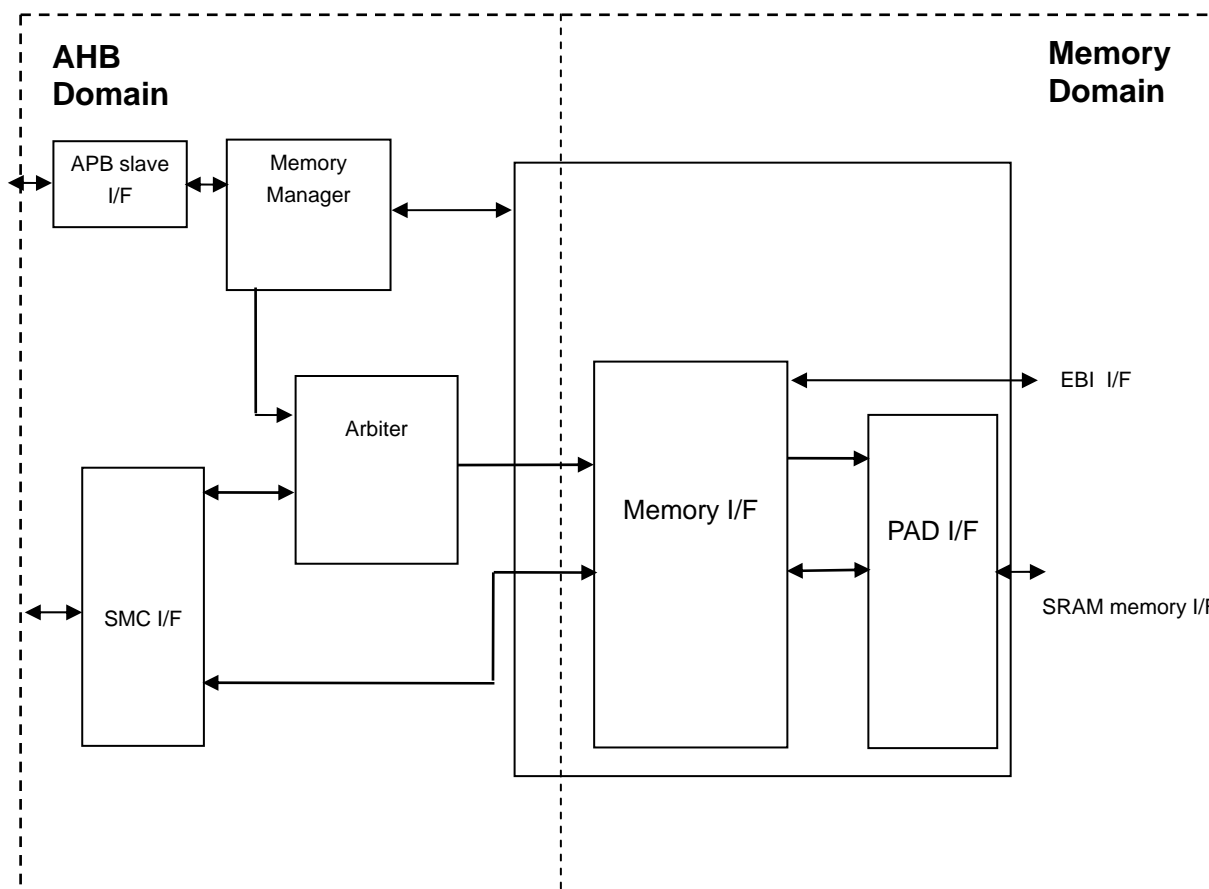 AHB
Domain
Memory
Domain
APB slave
I/F
Memory
Manager
EBI I/F
Arbiter
Memory I/F
PAD I/F
SMC I/F
SRAM memory I/F